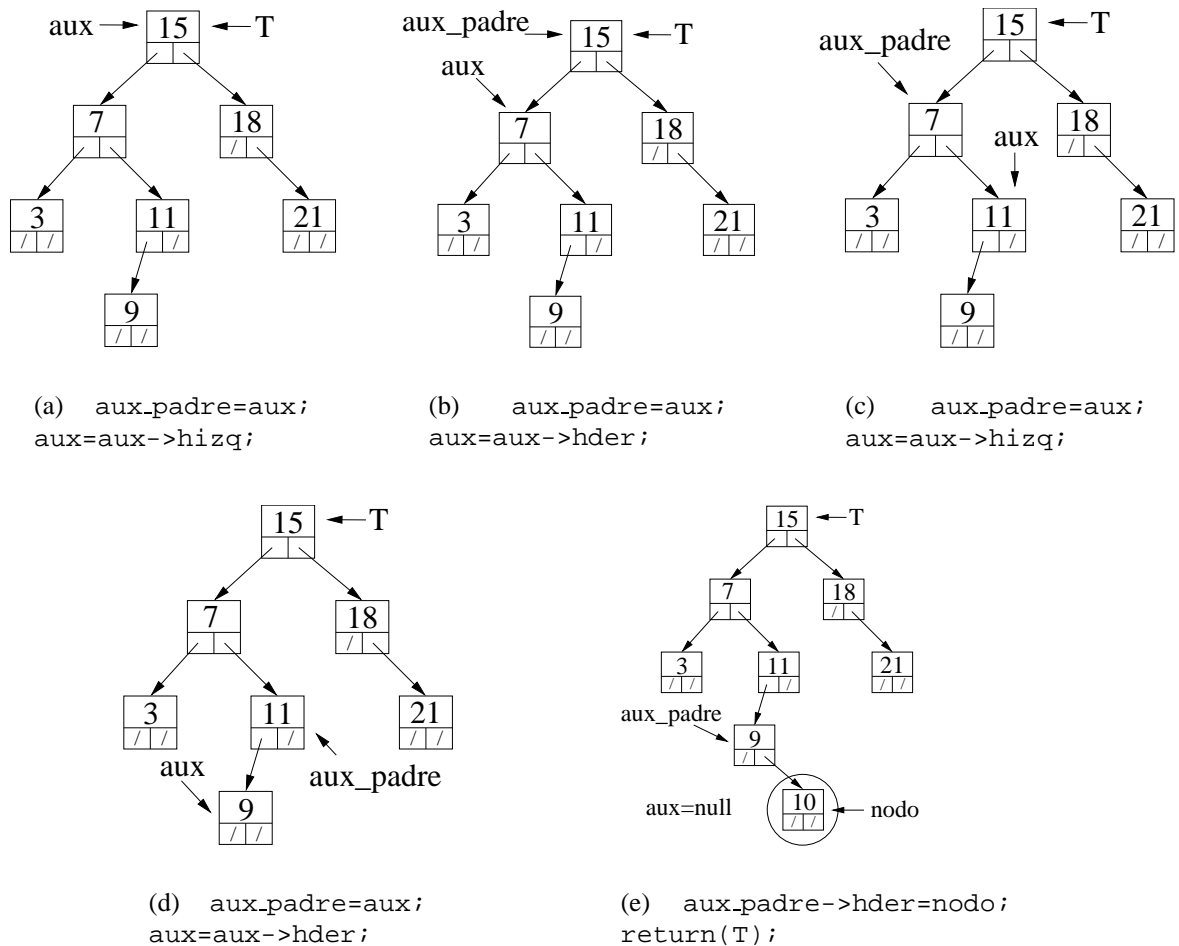 aux 15 T
7 18
/
3 11 21
/ / / / /
9
/ /
(a) aux_padre=aux;
aux=aux->hizq;
aux_padre 15 T
aux
7 18
/
3 11 21
/ / / / /
9
/ /
(b) aux_padre=aux;
aux=aux->hder;
15 T
aux_padre
7 18
aux
/
3 11 21
/ / / / /
9
/ /
(c) aux_padre=aux;
aux=aux->hizq;
15 T
7 18
/
3 11 21
/ / / / /
aux aux_padre
9
/ /
(d) aux_padre=aux;
aux=aux->hder;
15 T
7 18
/
3 11 21
/ / / / /
aux_padre
9
/
aux=null 10 nodo
/ /
(e) aux_padre->hder=nodo;
return(T);